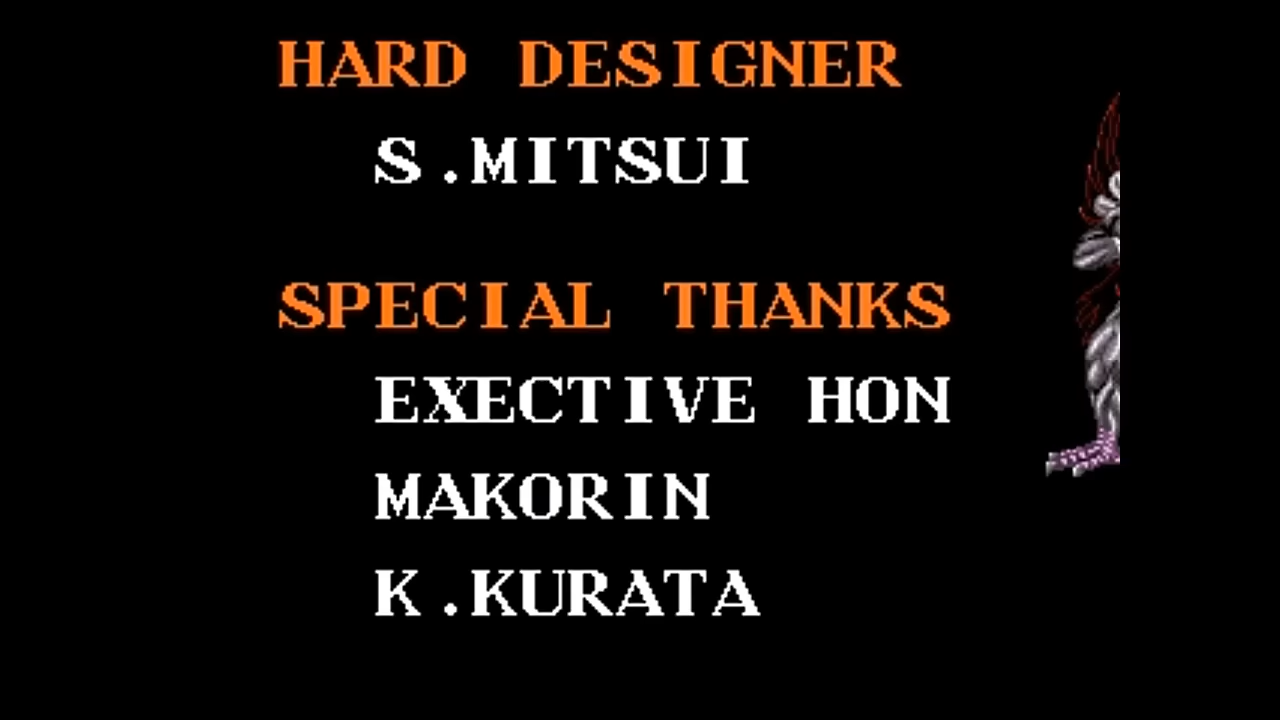 HARD DESIGNER
S.MITSUI
SPECIAL THANKS
EXECTIVE HON
MAKORIN
K.KURATA